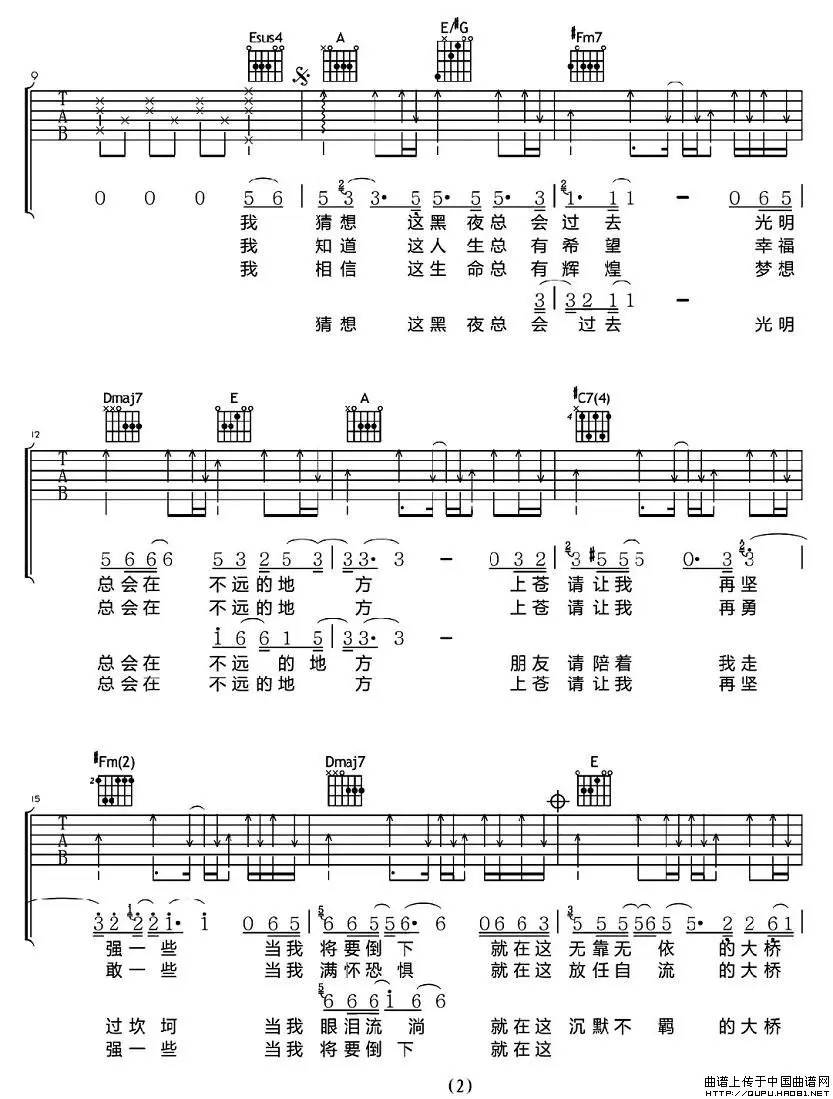 Esus4 A E/#G #Fm7
9
T A B
0 0 0 5 6 5 2 3 3· 5 5· 5 5· 3 2 1· 1 1 - 0 6 5
我 猜想 这黑夜总会过去 光明
我 知道 这人生总有希望 幸福
我 相信 这生命总有辉煌 梦想
3 3 2 1 1 -
猜想 这黑夜总会过去 光明
Dmaj7 E A #C7(4)
4
12
T A B
5 6 6 6 5 3 2 5 3 3 3· 3 - 0 3 2 2 3 #5 5 5 0· 3 2 3
总会在 不远的地 方 上苍请让我 再坚
总会在 不远的地 方 上苍请让我 再勇
1 6 6 1 5 3 3· 3 -
总会在 不远的地方 朋友请陪着 我走
总会在 不远的地 方 上苍请让我 再坚
#Fm(2) Dmaj7 E
2
15
T A B
3 2 1 2 2 1· 1 0 6 5 5 6 6 5 5 6· 6 0 6 6 3 3 5 5 5 5 6 5 5· 2 2 6 1
强一些 当我将要倒下 就在这无靠无依 的大桥
敢一些 当我满怀恐惧 就在这放任自流 的大桥
5 6 6 6 1 6 6
过坎坷 当我眼泪流淌 就在这沉默不羁 的大桥
强一些 当我将要倒下 就在这
(2)
曲谱上传于中国曲谱网
HTTP://QUPU.HAO81.NET